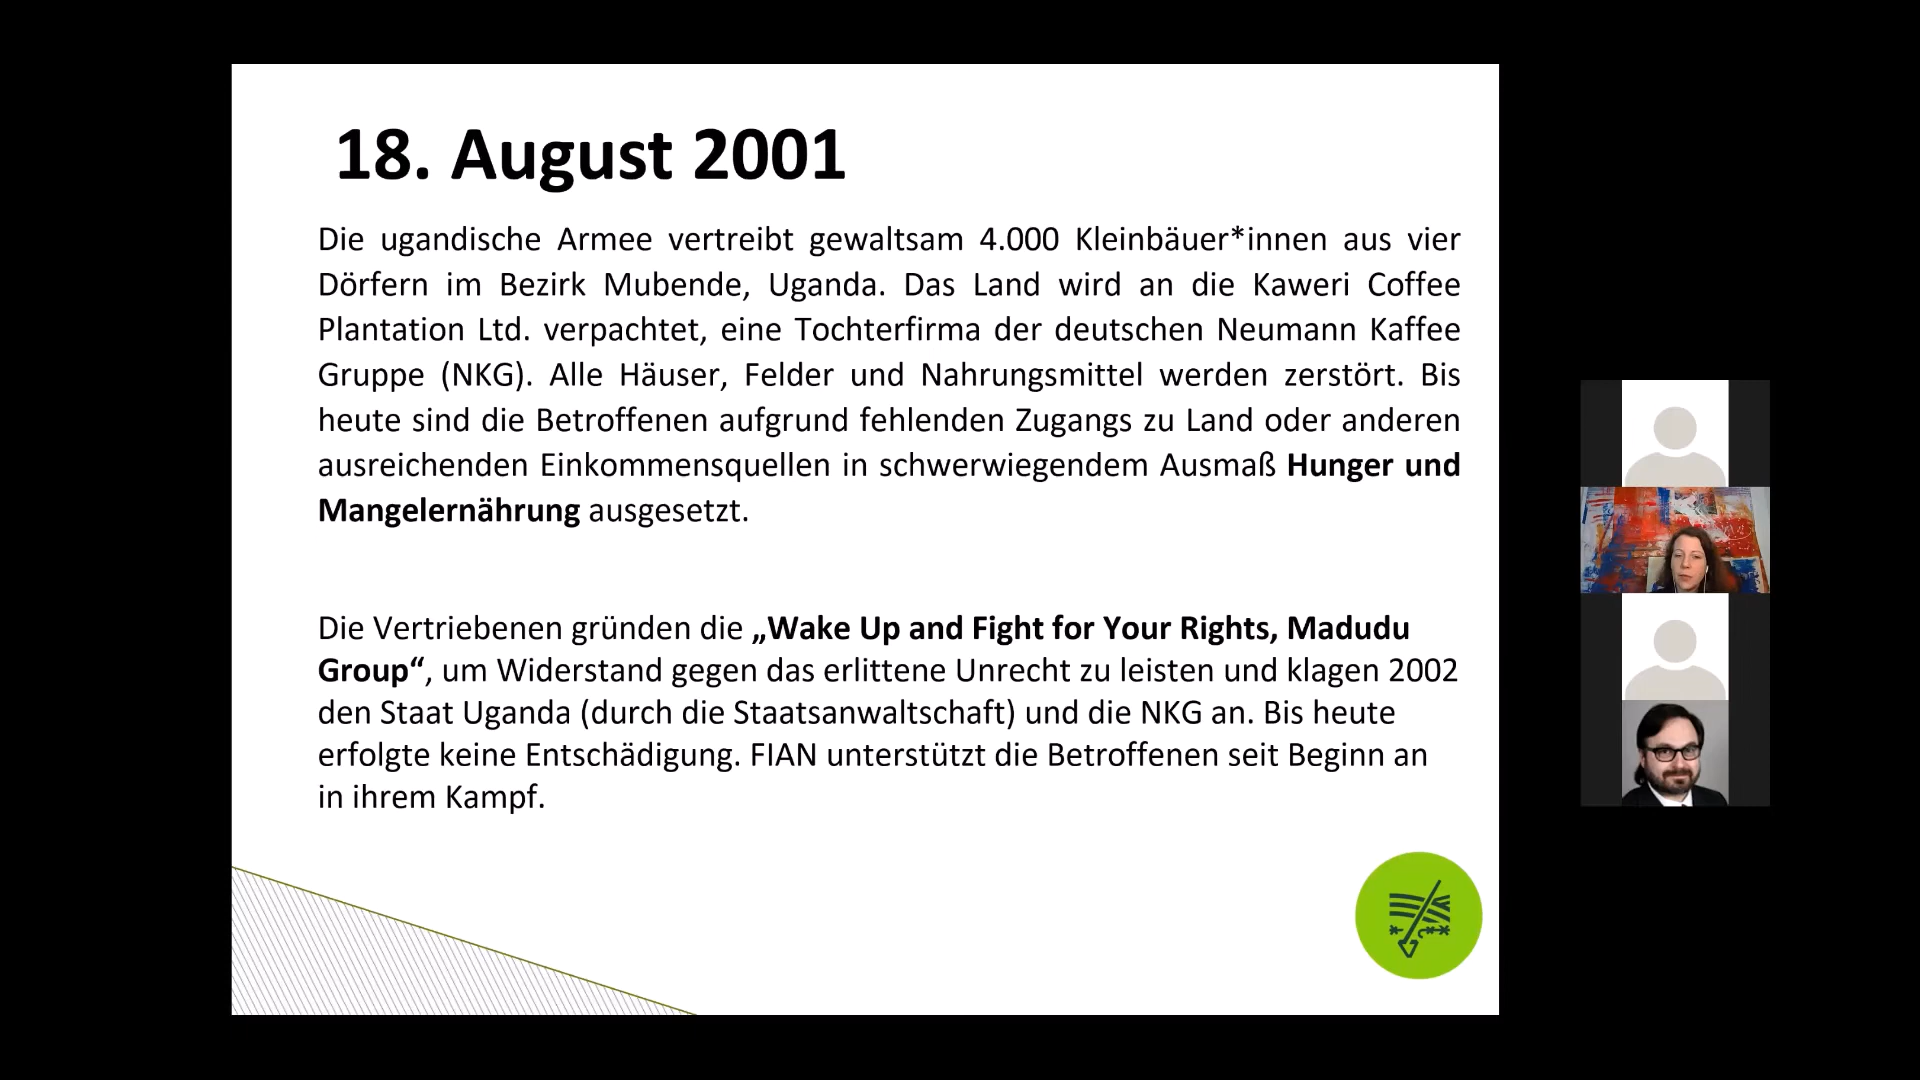 18. August 2001
Die ugandische Armee vertreibt gewaltsam 4.000 Kleinbäuer*innen aus vier
Dörfern im Bezirk Mubende, Uganda. Das Land wird an die Kaweri Coffee
Plantation Ltd. verpachtet, eine Tochterfirma der deutschen Neumann Kaffee
Gruppe (NKG). Alle Häuser, Felder und Nahrungsmittel werden zerstört. Bis
heute sind die Betroffenen aufgrund fehlenden Zugangs zu Land oder anderen
ausreichenden Einkommensquellen in schwerwiegendem Ausmaß Hunger und
Mangelernährung ausgesetzt.
Die Vertriebenen gründen die „Wake Up and Fight for Your Rights, Madudu
Group“, um Widerstand gegen das erlittene Unrecht zu leisten und klagen 2002
den Staat Uganda (durch die Staatsanwaltschaft) und die NKG an. Bis heute
erfolgte keine Entschädigung. FIAN unterstützt die Betroffenen seit Beginn an
in ihrem Kampf.